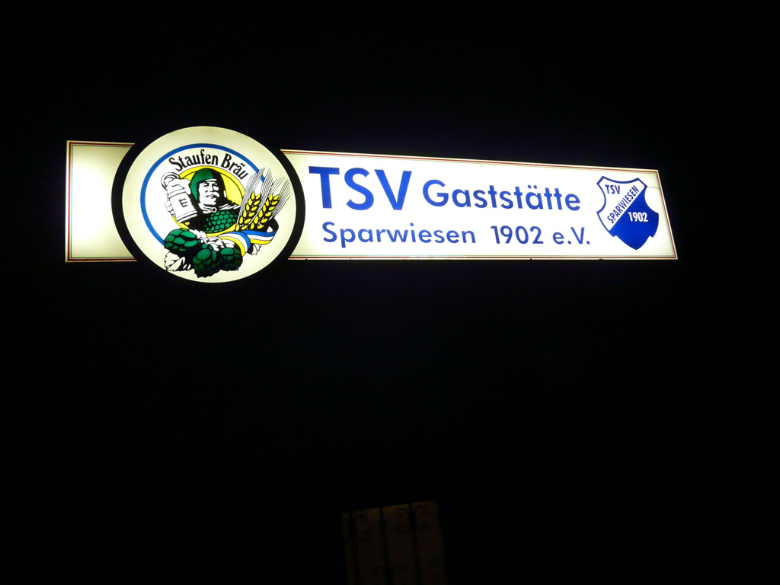 Staufen Bräu
TSV Gaststätte
Sparwiesen 1902 e.V.
TSV
SPARWIESEN
1902